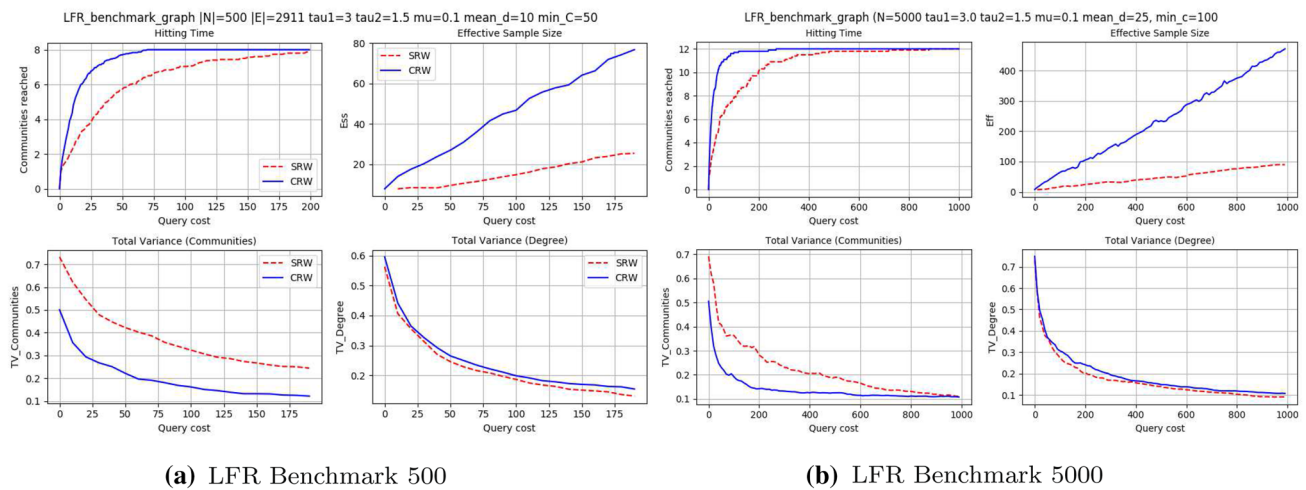 LFR_benchmark_graph |N|=500 |E|=2911 tau1=3 tau2=1.5 mu=0.1 mean_d=10 min_C=50
Hitting Time
Communities reached
8
6
4
2
0
SRW
CRW
0 25 50 75 100 125 150 175 200
Query cost
Effective Sample Size
Ess
80
60
40
20
SRW
CRW
0 25 50 75 100 125 150 175
Query cost
Total Variance (Communities)
TV_Communities
0.7
0.6
0.5
0.4
0.3
0.2
0.1
SRW
CRW
0 25 50 75 100 125 150 175
Query cost
Total Variance (Degree)
TV_Degree
0.6
0.5
0.4
0.3
0.2
SRW
CRW
0 25 50 75 100 125 150 175
Query cost
(a) LFR Benchmark 500
LFR_benchmark_graph (N=5000 tau1=3.0 tau2=1.5 mu=0.1 mean_d=25, min_c=100
Hitting Time
Communities reached
12
10
8
6
4
2
0
0 200 400 600 800 1000
Query cost
Effective Sample Size
Eff
400
300
200
100
0
0 200 400 600 800 1000
Query cost
Total Variance (Communities)
TV_Communities
0.7
0.6
0.5
0.4
0.3
0.2
0.1
0 200 400 600 800 1000
Query cost
Total Variance (Degree)
TV_Degree
0.7
0.6
0.5
0.4
0.3
0.2
0.1
0 200 400 600 800 1000
Query cost
(b) LFR Benchmark 5000